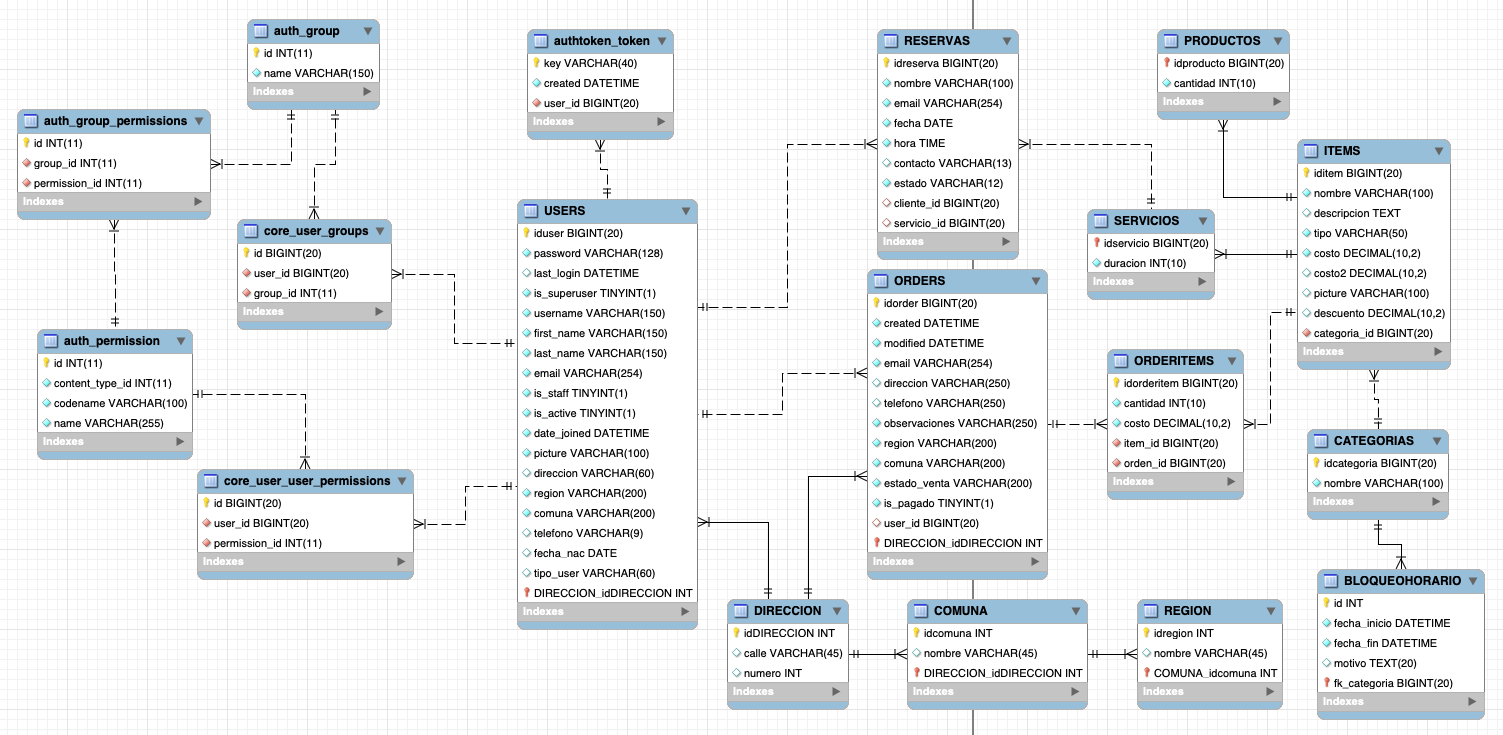 auth_group
id INT(11)
name VARCHAR(150)
Indexes
auth_group_permissions
id INT(11)
group_id INT(11)
permission_id INT(11)
Indexes
core_user_groups
id BIGINT(20)
user_id BIGINT(20)
group_id INT(11)
Indexes
auth_permission
id INT(11)
content_type_id INT(11)
codename VARCHAR(100)
name VARCHAR(255)
Indexes
core_user_user_permissions
id BIGINT(20)
user_id BIGINT(20)
permission_id INT(11)
Indexes
authtoken_token
key VARCHAR(40)
created DATETIME
user_id BIGINT(20)
Indexes
USERS
iduser BIGINT(20)
password VARCHAR(128)
last_login DATETIME
is_superuser TINYINT(1)
username VARCHAR(150)
first_name VARCHAR(150)
last_name VARCHAR(150)
email VARCHAR(254)
is_staff TINYINT(1)
is_active TINYINT(1)
date_joined DATETIME
picture VARCHAR(100)
direccion VARCHAR(60)
region VARCHAR(200)
comuna VARCHAR(200)
telefono VARCHAR(9)
fecha_nac DATE
tipo_user VARCHAR(60)
DIRECCION_idDIRECCION INT
Indexes
RESERVAS
idreserva BIGINT(20)
nombre VARCHAR(100)
email VARCHAR(254)
fecha DATE
hora TIME
contacto VARCHAR(13)
estado VARCHAR(12)
cliente_id BIGINT(20)
servicio_id BIGINT(20)
Indexes
ORDERS
idorder BIGINT(20)
created DATETIME
modified DATETIME
email VARCHAR(254)
direccion VARCHAR(250)
telefono VARCHAR(250)
observaciones VARCHAR(250)
region VARCHAR(200)
comuna VARCHAR(200)
estado_venta VARCHAR(200)
is_pagado TINYINT(1)
user_id BIGINT(20)
DIRECCION_idDIRECCION INT
Indexes
PRODUCTOS
idproducto BIGINT(20)
cantidad INT(10)
Indexes
SERVICIOS
idservicio BIGINT(20)
duracion INT(10)
Indexes
ITEMS
iditem BIGINT(20)
nombre VARCHAR(100)
descripcion TEXT
tipo VARCHAR(50)
costo DECIMAL(10,2)
costo2 DECIMAL(10,2)
picture VARCHAR(100)
descuento DECIMAL(10,2)
categoria_id BIGINT(20)
Indexes
ORDERITEMS
idorderitem BIGINT(20)
cantidad INT(10)
costo DECIMAL(10,2)
item_id BIGINT(20)
orden_id BIGINT(20)
Indexes
CATEGORIAS
idcategoria BIGINT(20)
nombre VARCHAR(100)
Indexes
DIRECCION
idDIRECCION INT
calle VARCHAR(45)
numero INT
Indexes
COMUNA
idcomuna INT
nombre VARCHAR(45)
DIRECCION_idDIRECCION INT
Indexes
REGION
idregion INT
nombre VARCHAR(45)
COMUNA_idcomuna INT
Indexes
BLOQUEOHORARIO
id INT
fecha_inicio DATETIME
fecha_fin DATETIME
motivo TEXT(20)
fk_categoria BIGINT(20)
Indexes